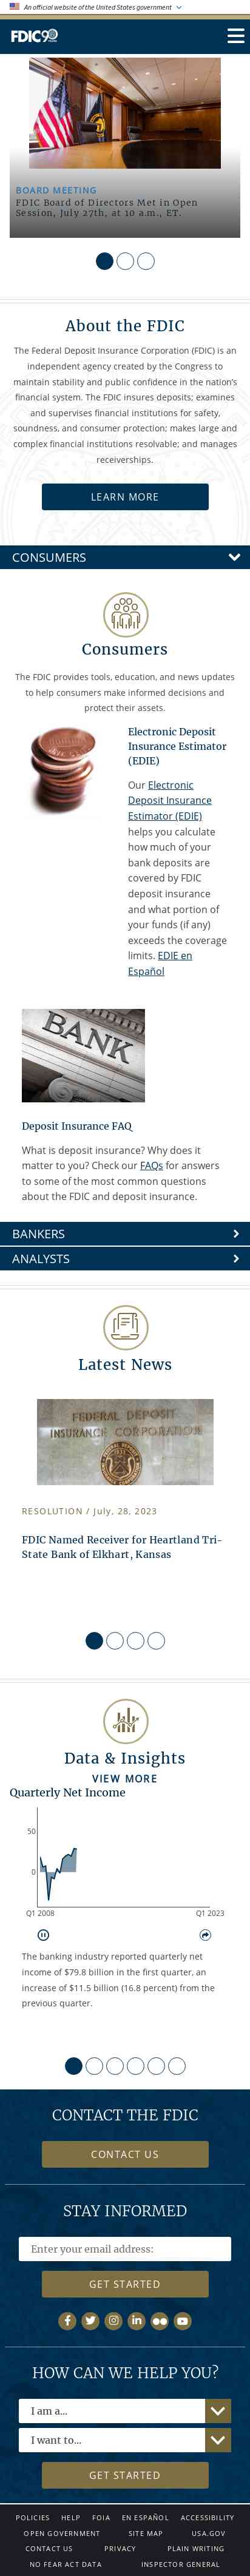 An official website of the United States government
FDIC 90
BOARD MEETING
FDIC Board of Directors Met in Open
Session, July 27th, at 10 a.m., ET.
About the FDIC
The Federal Deposit Insurance Corporation (FDIC) is an
independent agency created by the Congress to
maintain stability and public confidence in the nation's
financial system. The FDIC insures deposits; examines
and supervises financial institutions for safety,
soundness, and consumer protection; makes large and
complex financial institutions resolvable; and manages
receiverships.
LEARN MORE
CONSUMERS
Consumers
The FDIC provides tools, education, and news updates
to help consumers make informed decisions and
protect their assets.
Electronic Deposit
Insurance Estimator
(EDIE)
Our Electronic
Deposit Insurance
Estimator (EDIE)
helps you calculate
how much of your
bank deposits are
covered by FDIC
deposit insurance
and what portion of
your funds (if any)
exceeds the coverage
limits. EDIE en
Español
BANK
Deposit Insurance FAQ
What is deposit insurance? Why does it
matter to you? Check our FAQs for answers
to some of the most common questions
about the FDIC and deposit insurance.
BANKERS
ANALYSTS
Latest News
FEDERAL DEPOSIT
INSURANCE CORPORATION
RESOLUTION / July, 28, 2023
FDIC Named Receiver for Heartland Tri-
State Bank of Elkhart, Kansas
Data & Insights
VIEW MORE
Quarterly Net Income
50
0
Q1 2008 Q1 2023
The banking industry reported quarterly net
income of $79.8 billion in the first quarter, an
increase of $11.5 billion (16.8 percent) from the
previous quarter.
CONTACT THE FDIC
CONTACT US
STAY INFORMED
Enter your email address:
GET STARTED
HOW CAN WE HELP YOU?
I am a...
I want to...
GET STARTED
POLICIES HELP FOIA EN ESPAÑOL ACCESSIBILITY
OPEN GOVERNMENT SITE MAP USA.GOV
CONTACT US PRIVACY PLAIN WRITING
NO FEAR ACT DATA INSPECTOR GENERAL